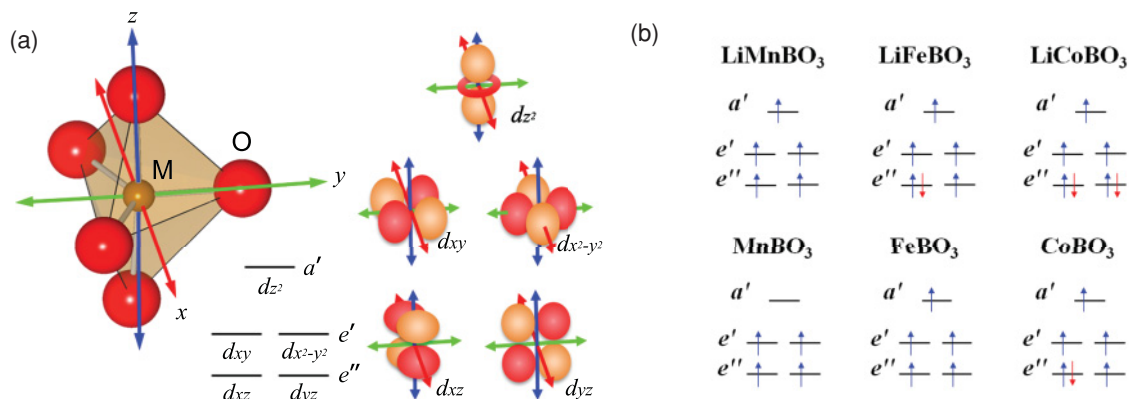 (a)
z
O
M
y
x
a′
dz²
dxy
dx²-y²
e′
dxz
dyz
e″
dz²
dxy
dx²-y²
dxz
dyz
(b)
LiMnBO₃ LiFeBO₃ LiCoBO₃
a' a' a'
e' e' e'
e'' e'' e''
MnBO₃ FeBO₃ CoBO₃
a' a' a'
e' e' e'
e'' e'' e''